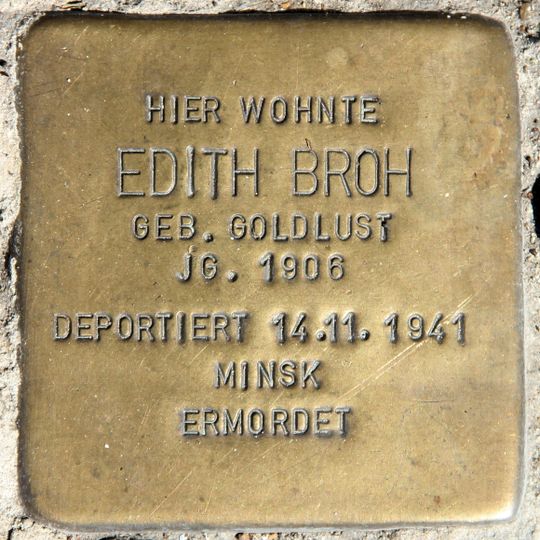 HIER WOHNTE
EDITH BROH
GEB. GOLDLUST
JG. 1906
DEPORTIERT 14.11.1941
MINSK
ERMORDET